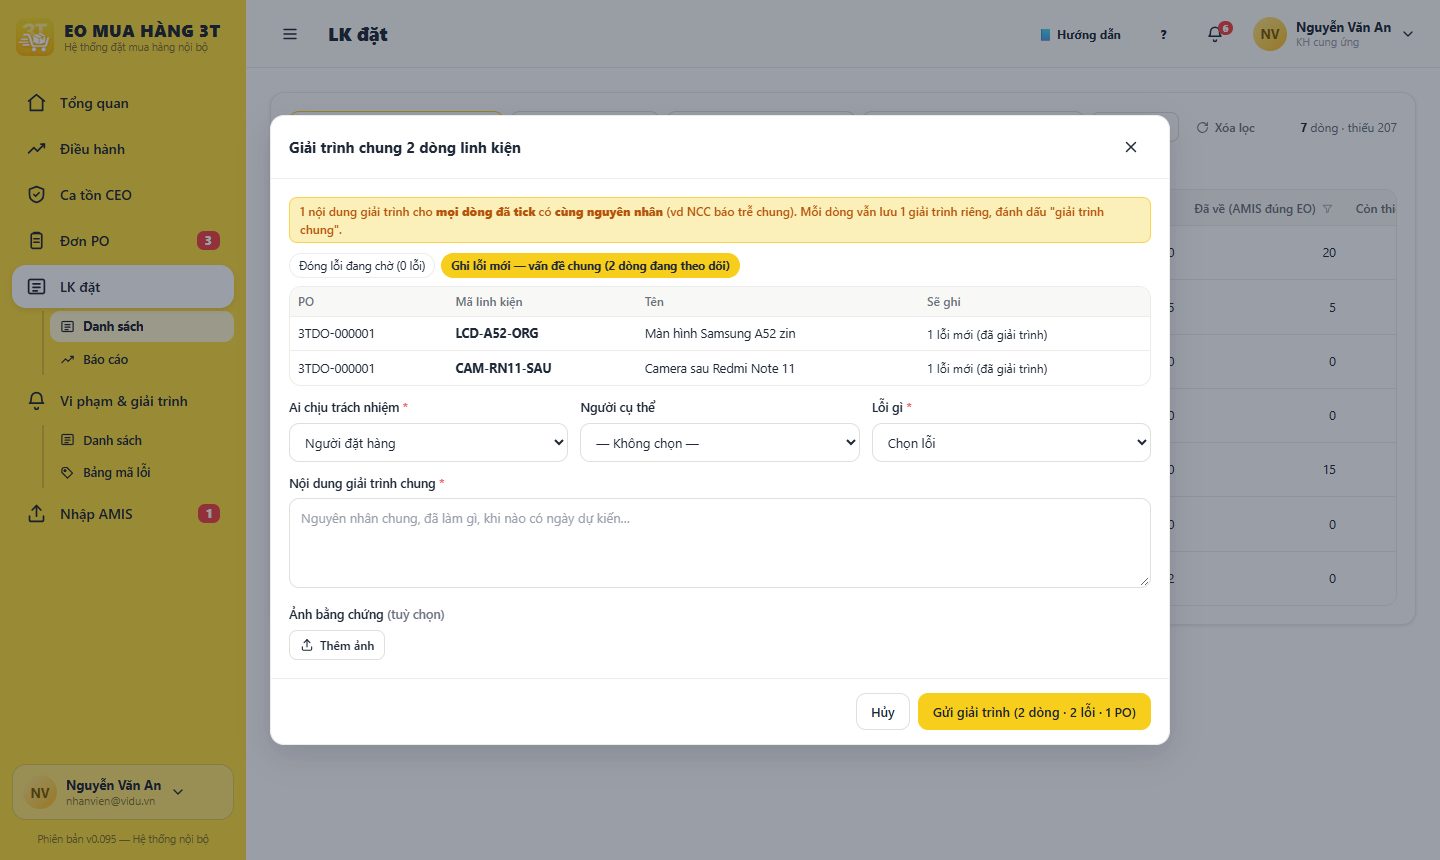 3T
EO MUA HÀNG 3T
Hệ thống đặt mua hàng nội bộ
Tổng quan
Điều hành
Ca tồn CEO
Đơn PO
3
LK đặt
Danh sách
Báo cáo
Vi phạm & giải trình
Danh sách
Bảng mã lỗi
Nhập AMIS
1
NV
Nguyễn Văn An
nhanvien@vidu.vn
Phiên bản v0.095 — Hệ thống nội bộ
LK đặt
Hướng dẫn
?
6
NV
Nguyễn Văn An
KH cung ứng
Xóa lọc
7 dòng · thiếu 207
Đã về (AMIS đúng EO)
20
5
0
0
15
0
0
Giải trình chung 2 dòng linh kiện
1 nội dung giải trình cho mọi dòng đã tick có cùng nguyên nhân (vd NCC báo trễ chung). Mỗi dòng vẫn lưu 1 giải trình riêng, đánh dấu "giải trình
chung".
Đóng lỗi đang chờ (0 lỗi)
Ghi lỗi mới — vấn đề chung (2 dòng đang theo dõi)
PO Mã linh kiện Tên Sẽ ghi
3TDO-000001 LCD-A52-ORG Màn hình Samsung A52 zin 1 lỗi mới (đã giải trình)
3TDO-000001 CAM-RN11-SAU Camera sau Redmi Note 11 1 lỗi mới (đã giải trình)
Ai chịu trách nhiệm * Người cụ thể Lỗi gì *
Người đặt hàng — Không chọn — Chọn lỗi
Nội dung giải trình chung *
Nguyên nhân chung, đã làm gì, khi nào có ngày dự kiến...
Ảnh bằng chứng (tuỳ chọn)
Thêm ảnh
Hủy
Gửi giải trình (2 dòng · 2 lỗi · 1 PO)